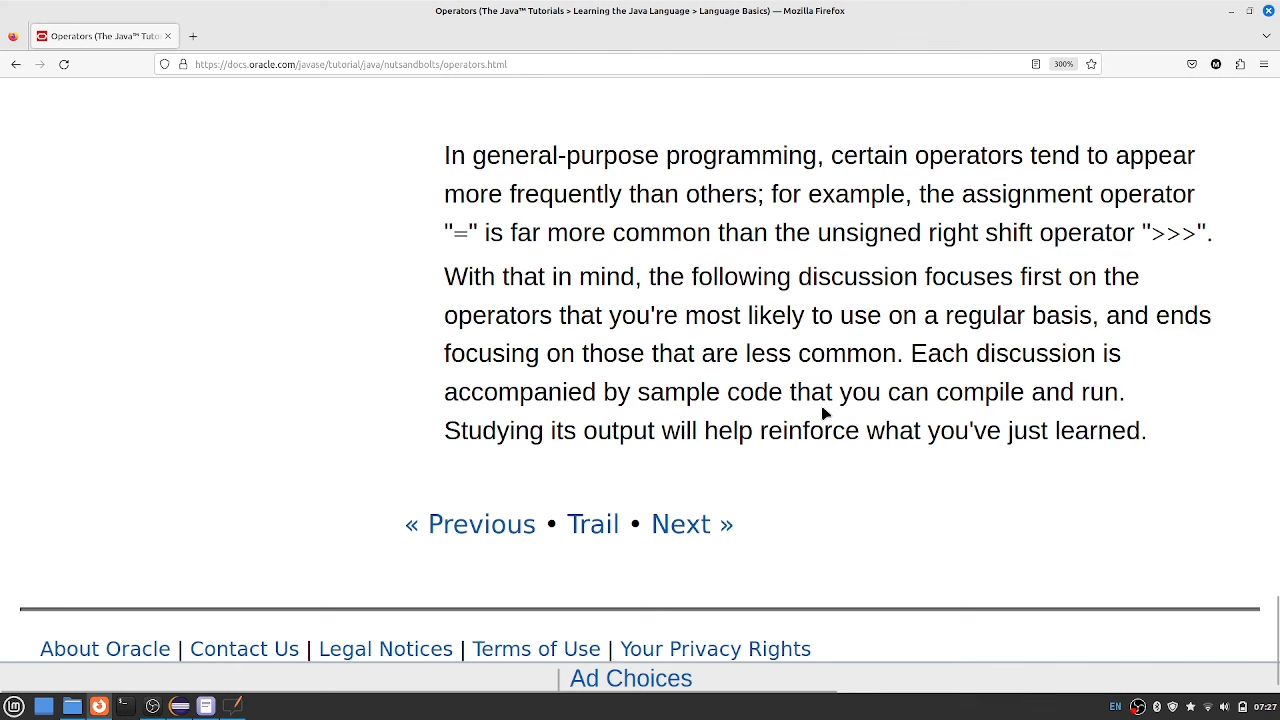 Operators (The Java™ Tutorials > Learning the Java Language > Language Basics) — Mozilla Firefox
Operators (The Java™ Tutor
https://docs.oracle.com/javase/tutorial/java/nutsandbolts/operators.html
300%
In general-purpose programming, certain operators tend to appear
more frequently than others; for example, the assignment operator
"=" is far more common than the unsigned right shift operator ">>>".
With that in mind, the following discussion focuses first on the
operators that you're most likely to use on a regular basis, and ends
focusing on those that are less common. Each discussion is
accompanied by sample code that you can compile and run.
Studying its output will help reinforce what you've just learned.
« Previous • Trail • Next »
About Oracle | Contact Us | Legal Notices | Terms of Use | Your Privacy Rights
| Ad Choices
EN 07:27